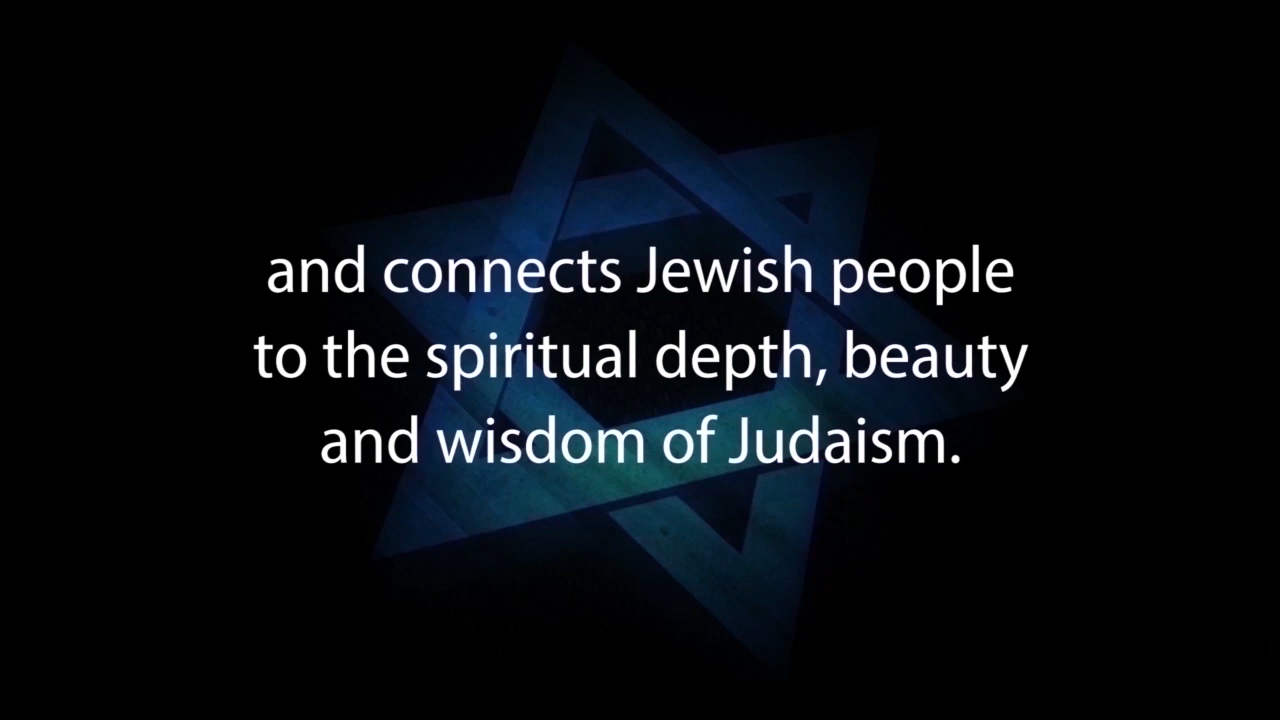 and connects Jewish people
to the spiritual depth, beauty
and wisdom of Judaism.